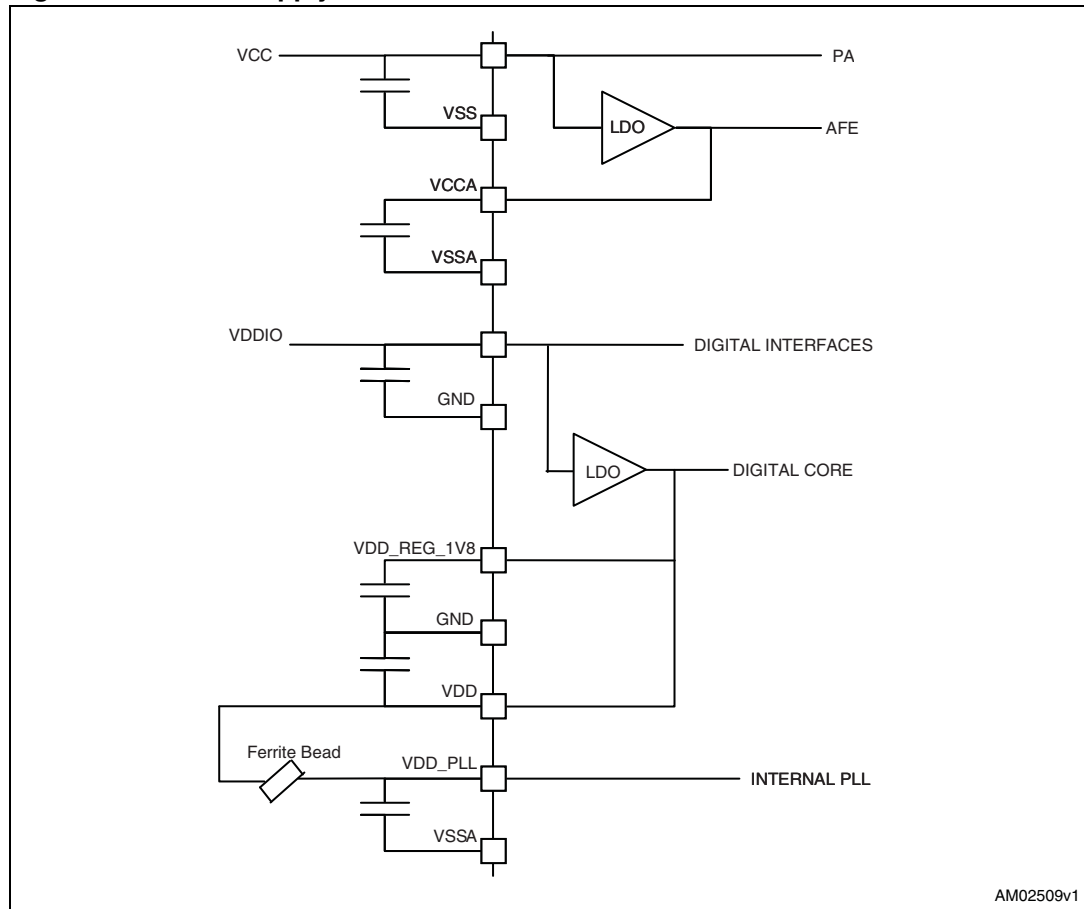 VCC
PA
VSS
LDO
AFE
VCCA
VSSA
VDDIO
DIGITAL INTERFACES
GND
LDO
DIGITAL CORE
VDD_REG_1V8
GND
VDD
Ferrite Bead
VDD_PLL
INTERNAL PLL
VSSA
AM02509v1